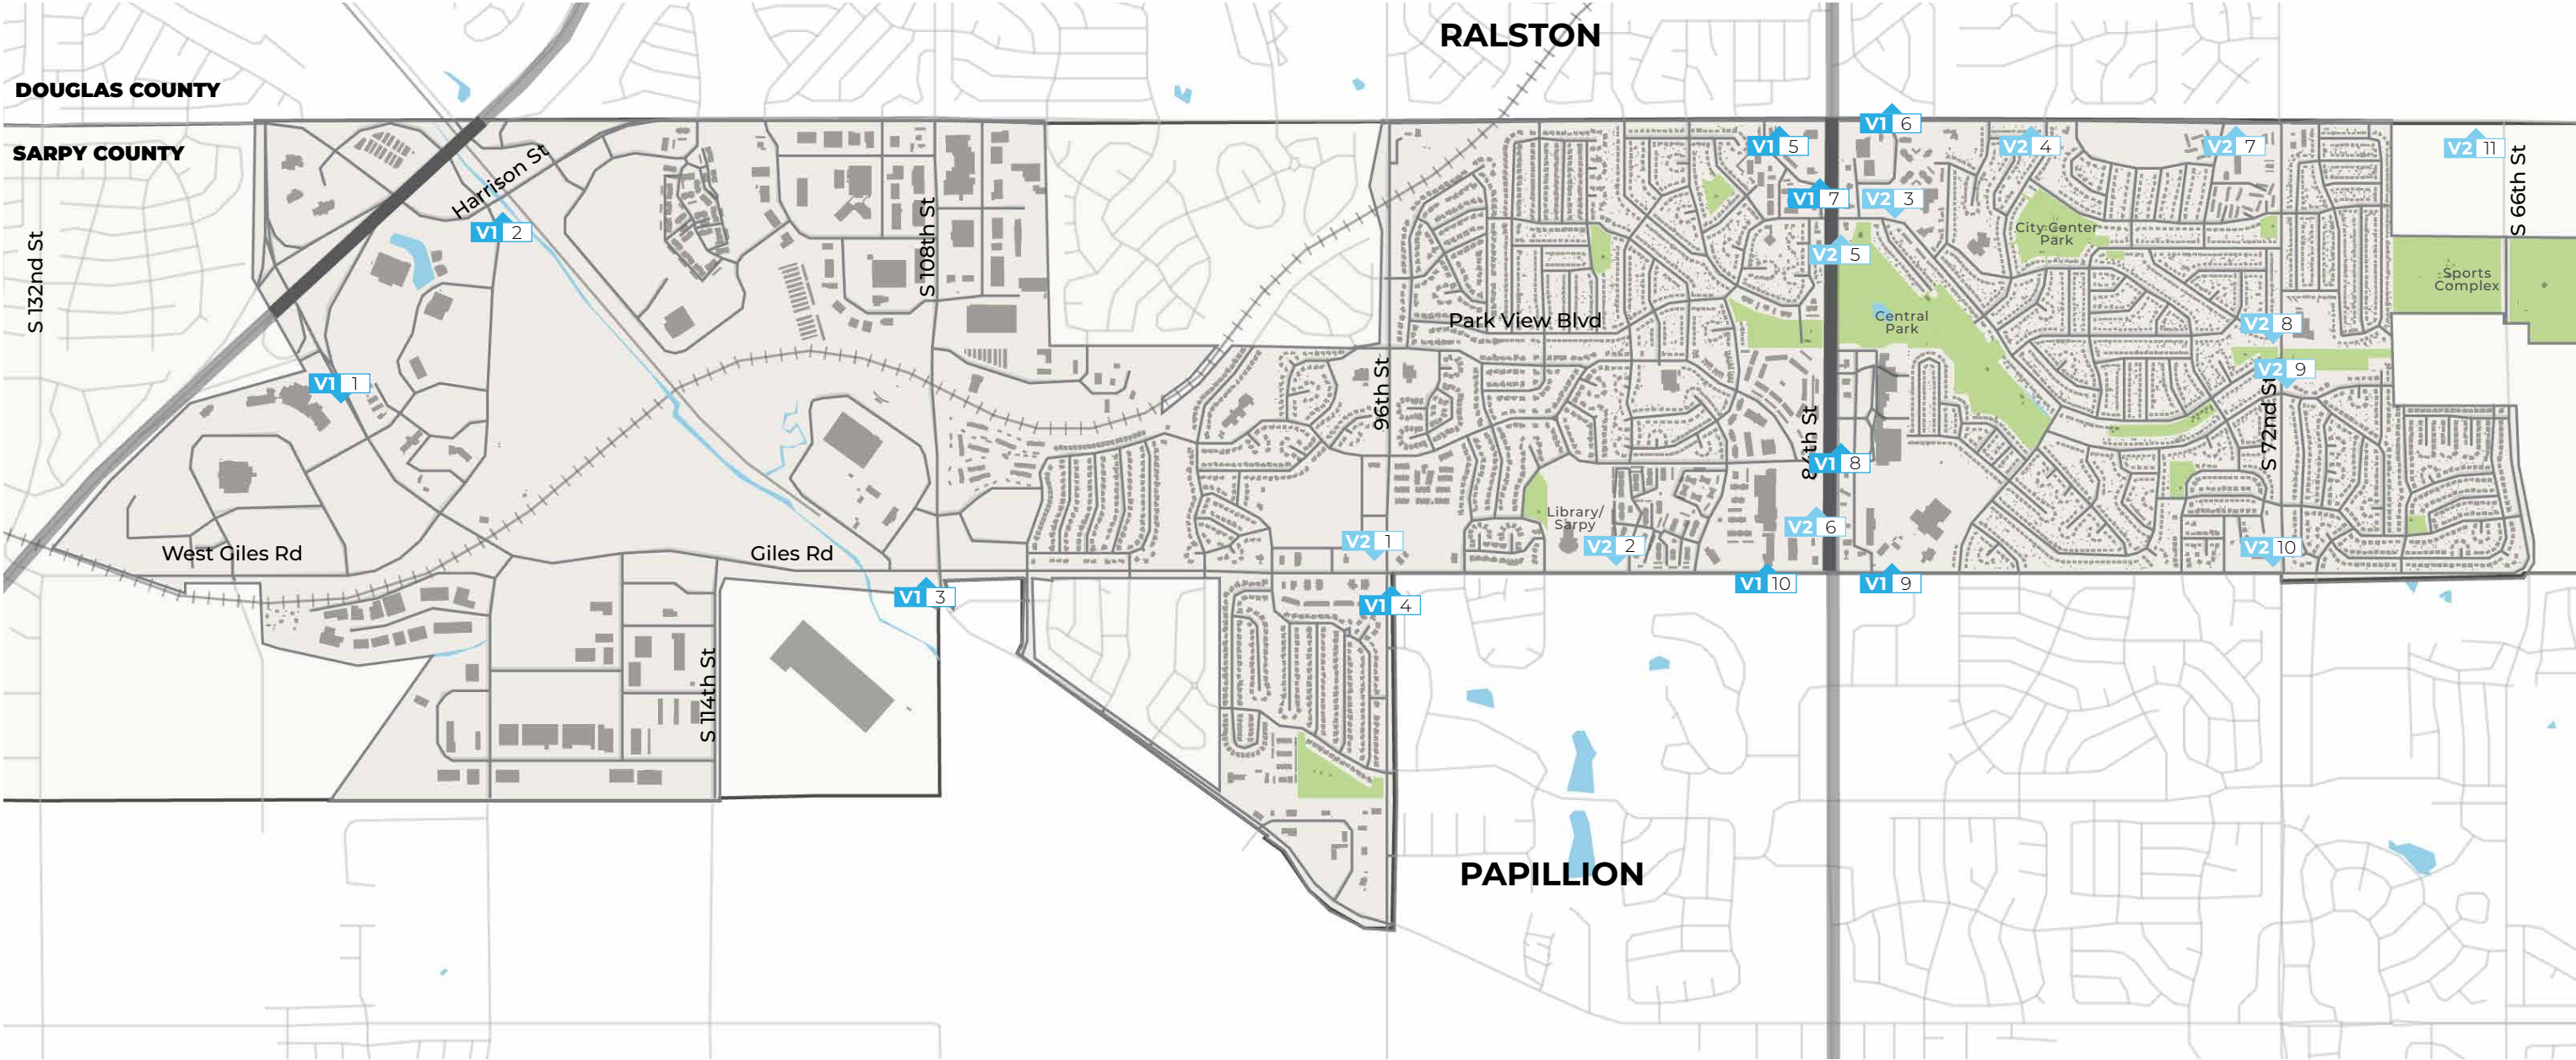 RALSTON
DOUGLAS COUNTY
SARPY COUNTY
V1 6
V1 5
V2 4
V2 7
V2 11
Harrison St
S 66th St
V1 7
V2 3
V1 2
S 132nd St
S 108th St
City Center
Park
V2 5
Sports
Complex
Park View Blvd
Central
Park
V2 8
V2 9
V1 1
96th St
84th St
S 72nd St
V1 8
Library/
Sarpy
V2 6
V2 1
V2 2
V2 10
West Giles Rd
Giles Rd
V1 10
V1 9
V1 3
V1 4
S 114th St
PAPILLION